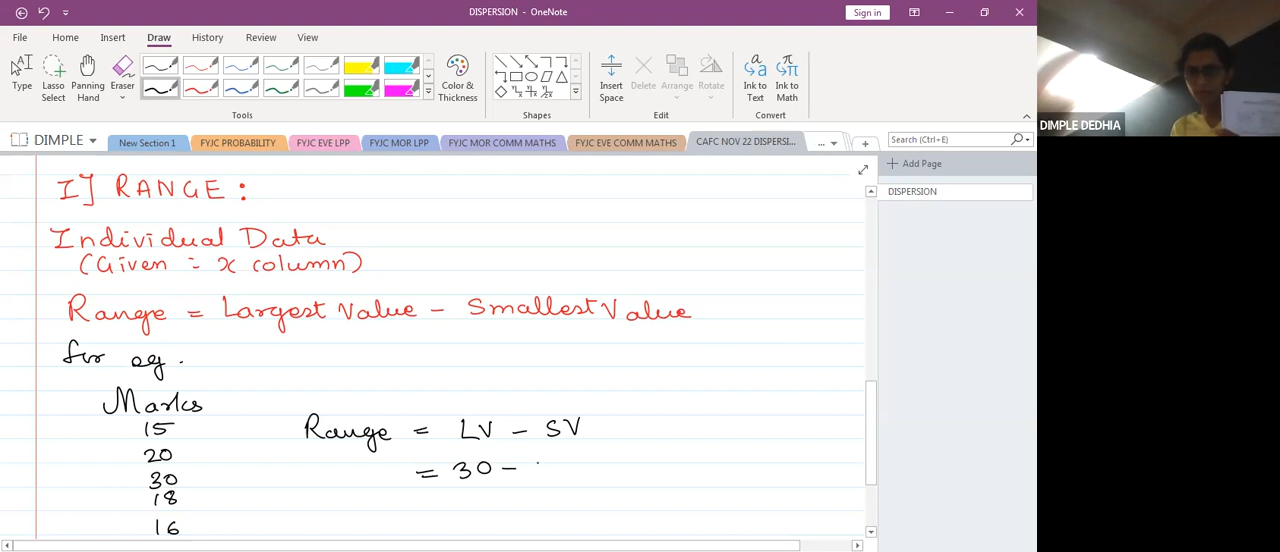 DISPERSION - OneNote
Sign in
File Home Insert Draw History Review View
Type
Lasso Select
Panning Hand
Eraser
Color & Thickness
Insert Space
Delete
Arrange
Rotate
Ink to Text
Ink to Math
Tools
Shapes
Edit
Convert
DIMPLE
New Section 1
FYJC PROBABILITY
FYJC EVE LPP
FYJC MOR LPP
FYJC MOR COMM MATHS
FYJC EVE COMM MATHS
CAFC NOV 22 DISPERSI...
...
Search (Ctrl+E)
Add Page
DISPERSION
DIMPLE DEDHIA
I] RANGE :
Individual Data
(Given = x column)
Range = Largest Value - Smallest Value
for eg.
Marks
15
20
30
18
16
Range = LV - SV
= 30 -